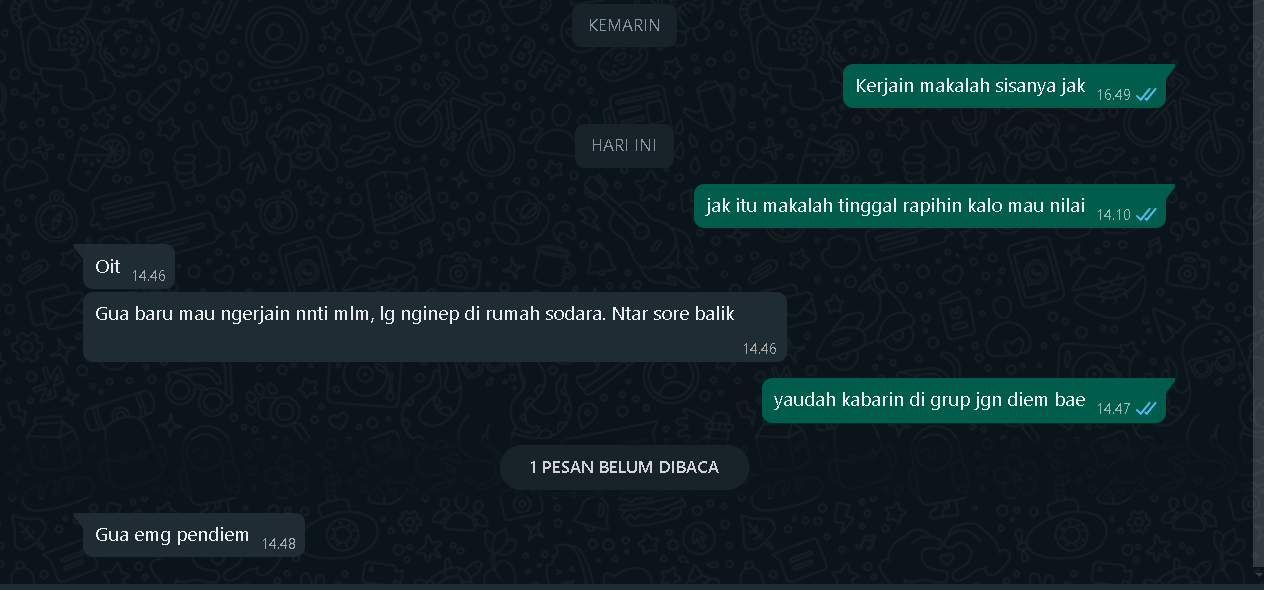 KEMARIN
Kerjain makalah sisanya jak 16.49
HARI INI
jak itu makalah tinggal rapihin kalo mau nilai 14.10
Oit 14.46
Gua baru mau ngerjain nnti mlm, lg nginep di rumah sodara. Ntar sore balik
14.46
yaudah kabarin di grup jgn diem bae 14.47
1 PESAN BELUM DIBACA
Gua emg pendiem 14.48